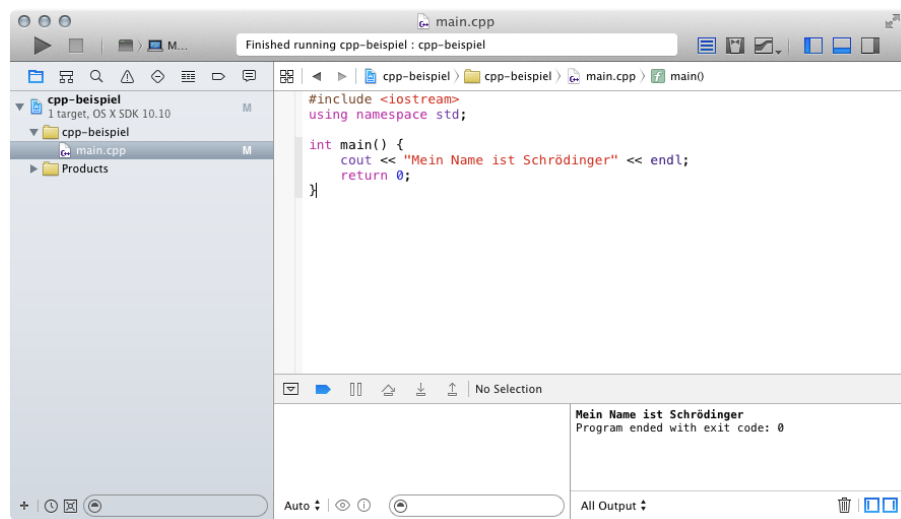 main.cpp
M...
Finished running cpp-beispiel : cpp-beispiel
cpp-beispiel
1 target, OS X SDK 10.10
M
cpp-beispiel
main.cpp
M
Products
cpp-beispiel 〉 cpp-beispiel 〉 main.cpp 〉 main()
#include <iostream>
using namespace std;
int main() {
cout << "Mein Name ist Schrödinger" << endl;
return 0;
}
No Selection
Mein Name ist Schrödinger
Program ended with exit code: 0
Auto
All Output